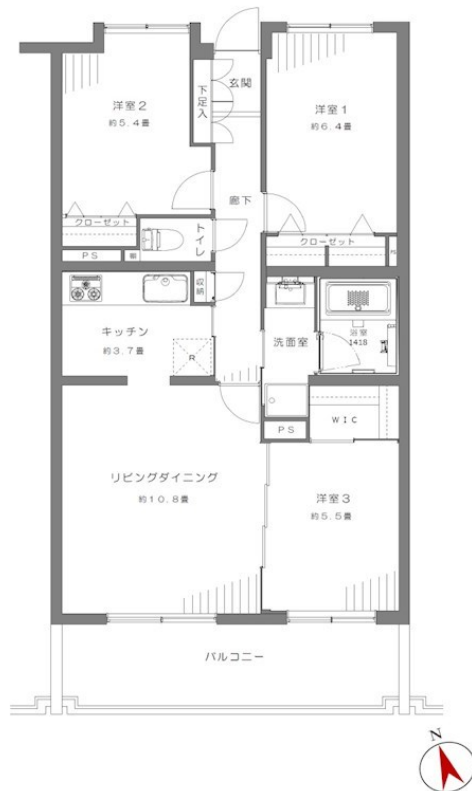 玄関
下足入
洋室2
約5.4畳
洋室1
約6.4畳
廊下
クローゼット
トイレ
PS
棚
クローゼット
PS
キッチン
約3.7畳
R
洗面室
浴室
1418
PS
WIC
リビングダイニング
約10.8畳
洋室3
約5.5畳
バルコニー
N